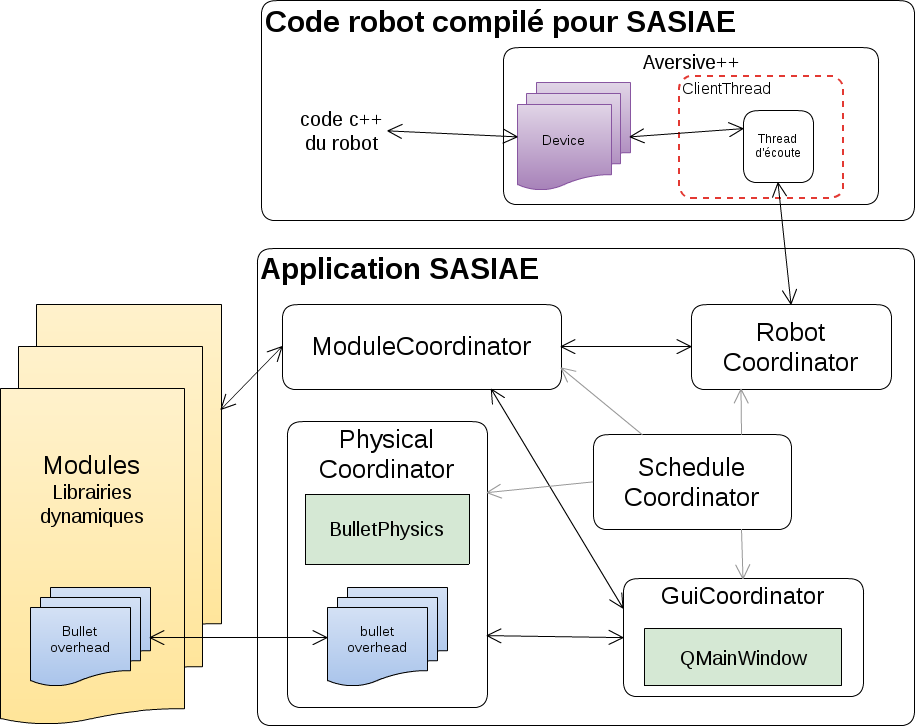 Code robot compilé pour SASIAE
Aversive++
ClientThread
code c++
du robot
Device
Thread
d'écoute
Application SASIAE
ModuleCoordinator
Robot
Coordinator
Modules
Librairies
dynamiques
Physical
Coordinator
Schedule
Coordinator
BulletPhysics
GuiCoordinator
QMainWindow
Bullet
overhead
bullet
overhead